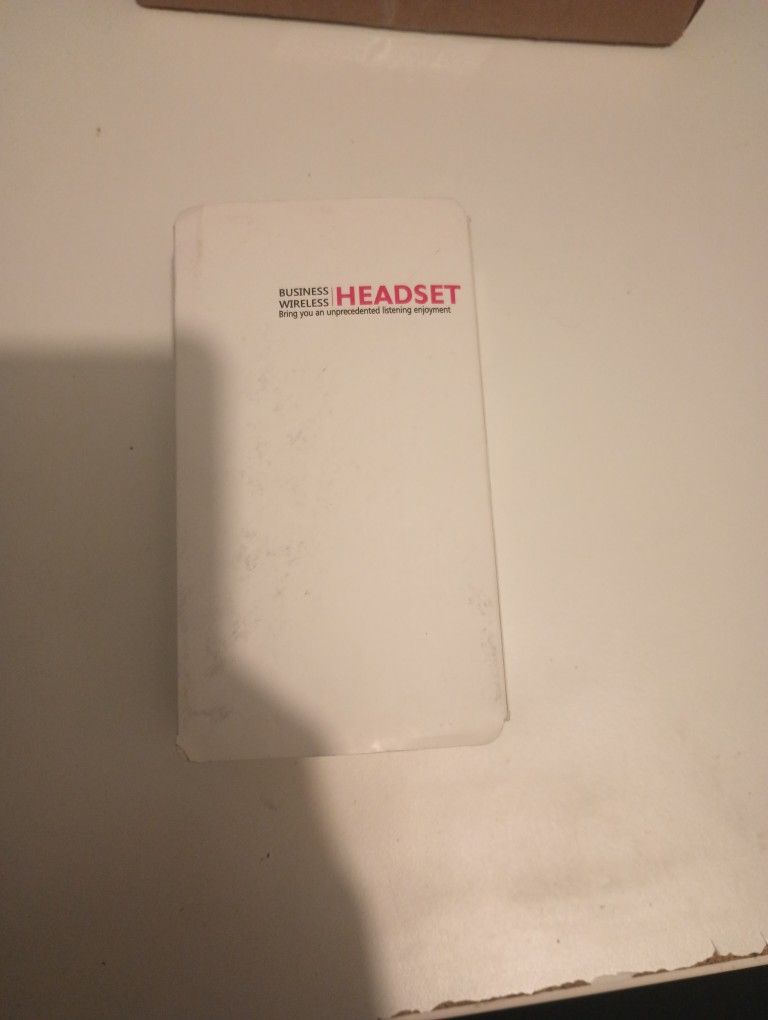 BUSINESS
WIRELESS
HEADSET
Bring you an unprecedented listening enjoyment